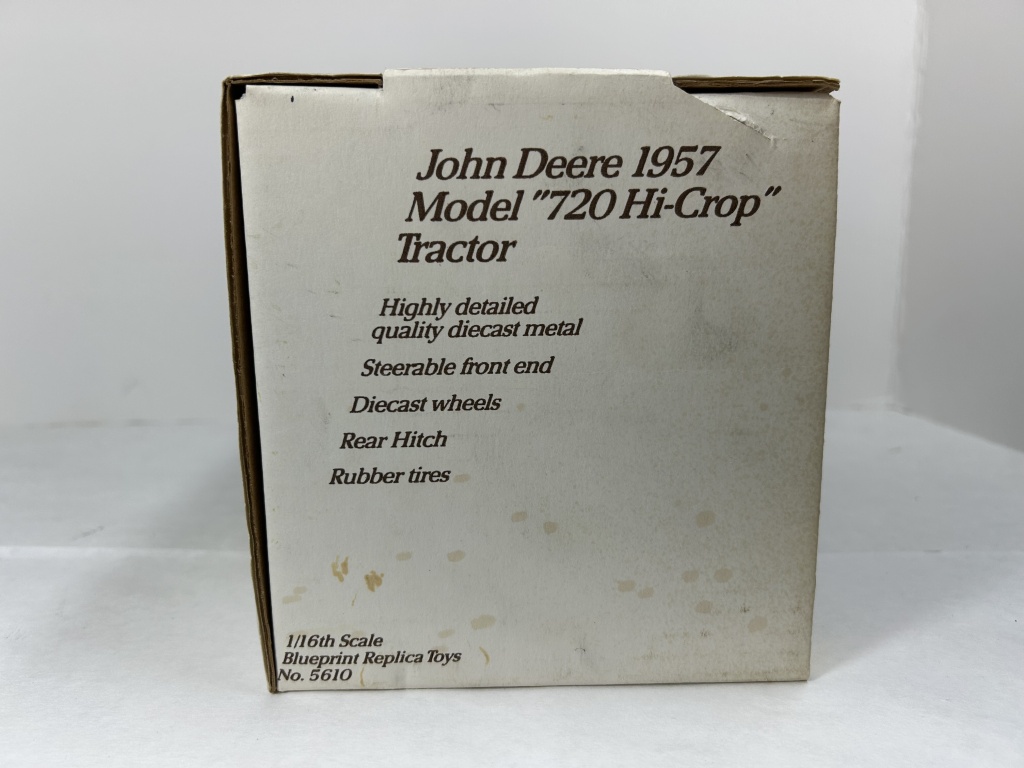 John Deere 1957
Model "720 Hi-Crop"
Tractor
Highly detailed
quality diecast metal
Steerable front end
Diecast wheels
Rear Hitch
Rubber tires
1/16th Scale
Blueprint Replica Toys
No. 5610